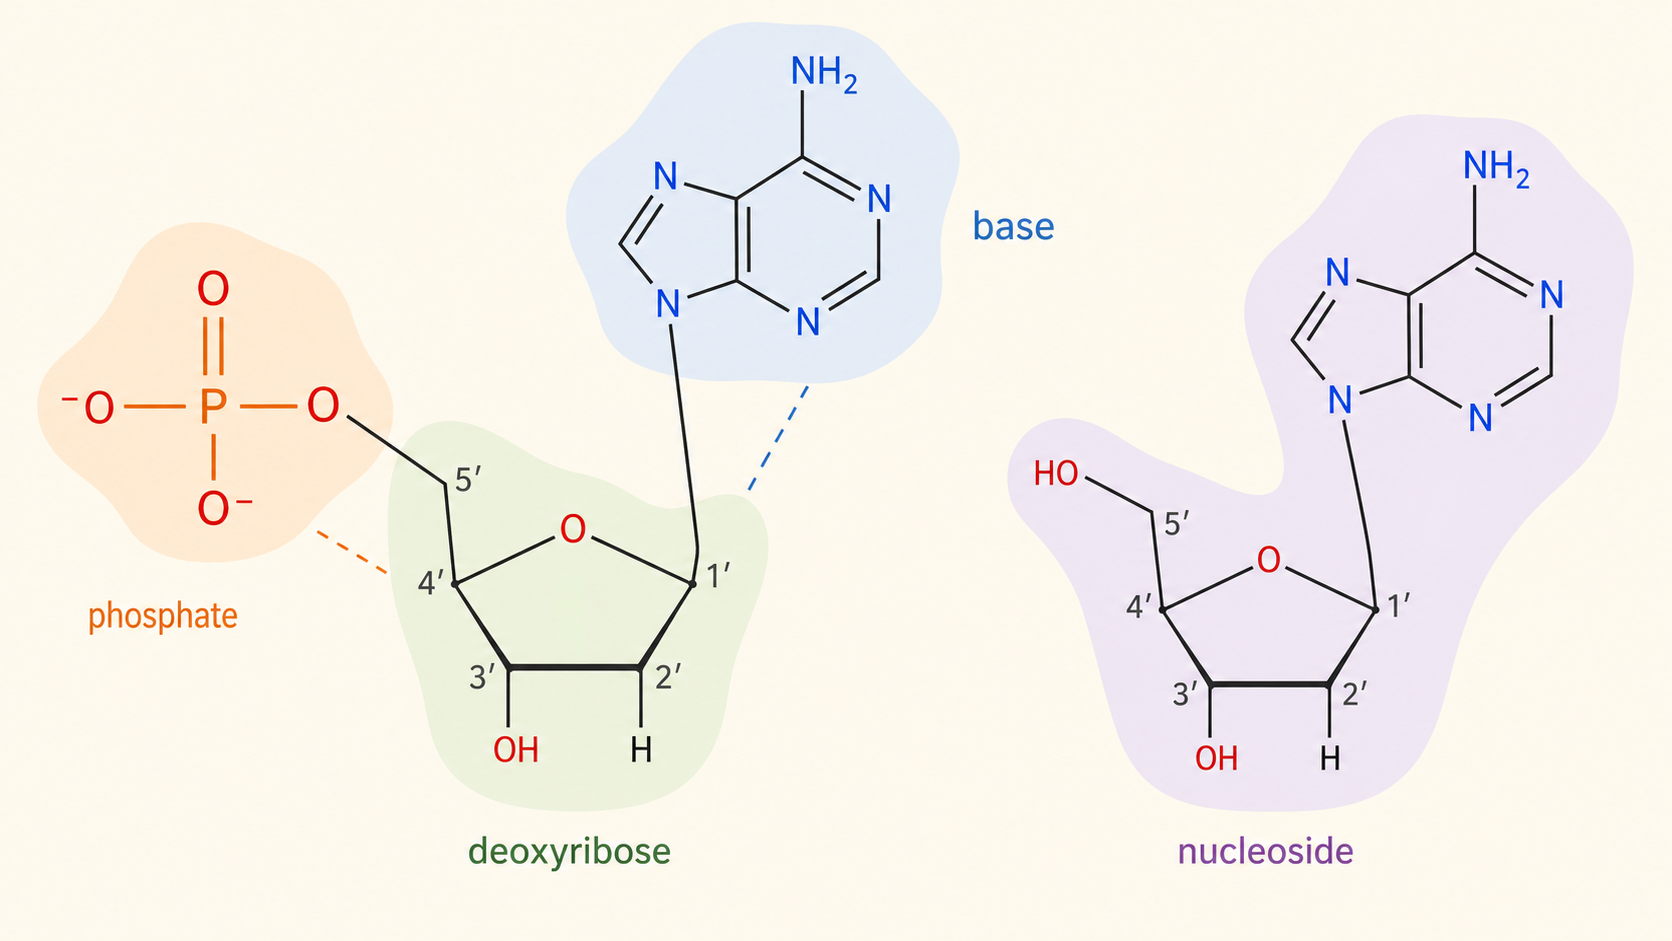 NH₂
N
N
N
N
base
O
⁻O
P
O
O⁻
phosphate
5′
O
4′
1′
3′
2′
OH
H
deoxyribose
NH₂
N
N
N
N
HO
5′
O
4′
1′
3′
2′
OH
H
nucleoside